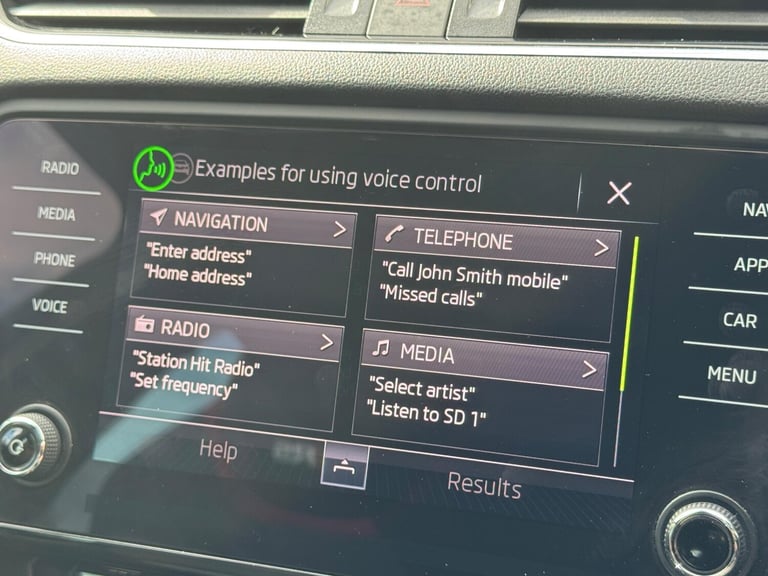 RADIO
MEDIA
PHONE
VOICE
Examples for using voice control
NAVIGATION
"Enter address"
"Home address"
TELEPHONE
"Call John Smith mobile"
"Missed calls"
RADIO
"Station Hit Radio"
"Set frequency"
MEDIA
"Select artist"
"Listen to SD 1"
Help
Results
NA
APP
CAR
MENU